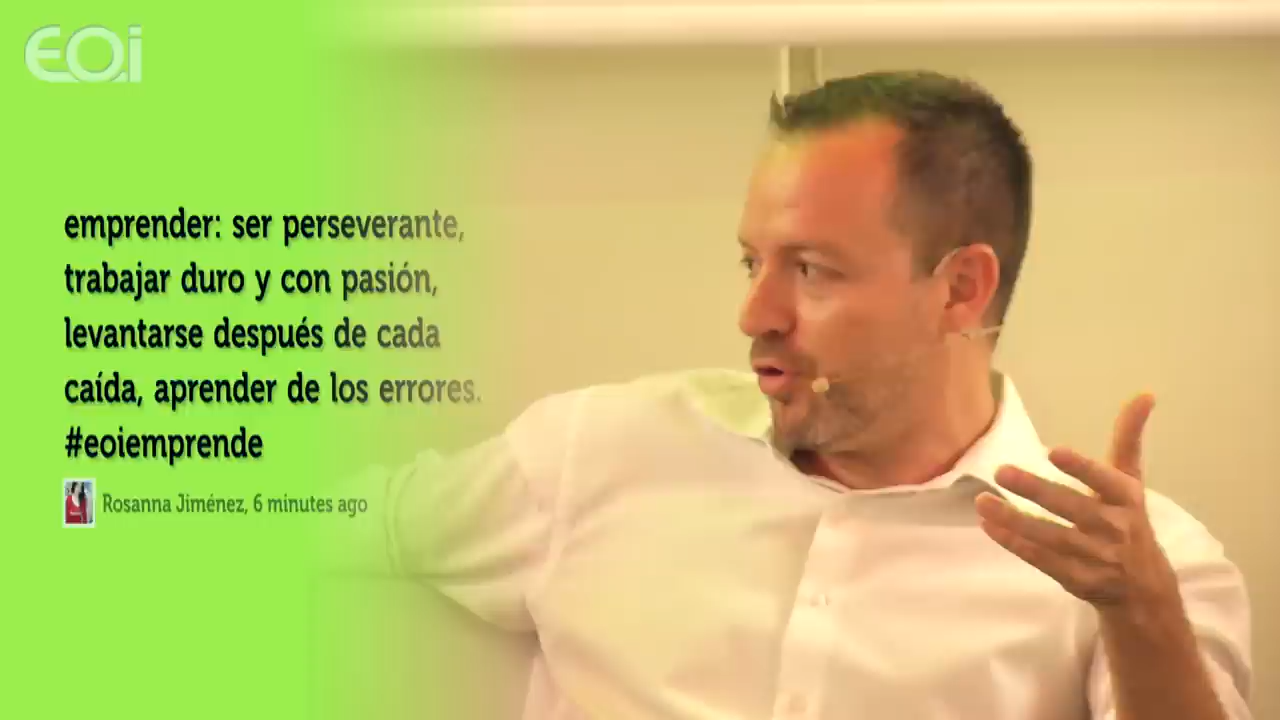 EOi
emprender: ser perseverante,
trabajar duro y con pasión,
levantarse después de cada
caída, aprender de los errores.
#eoiemprende
Rosanna Jiménez, 6 minutes ago